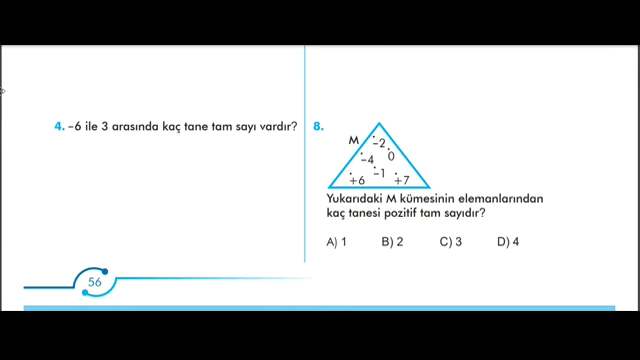 4. -6 ile 3 arasında kaç tane tam sayı vardır?
8.
M
-2
-4
0
-1
+6
+7
Yukarıdaki M kümesinin elemanlarından
kaç tanesi pozitif tam sayıdır?
A) 1 B) 2 C) 3 D) 4
56